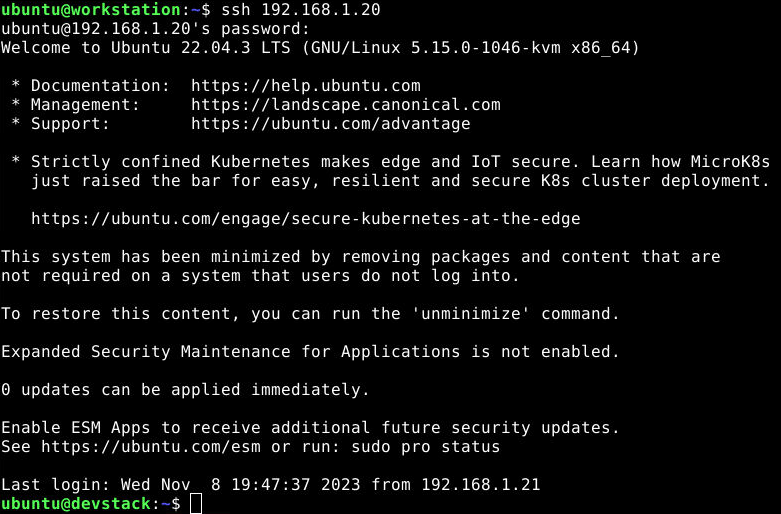 ubuntu@workstation:~$ ssh 192.168.1.20
ubuntu@192.168.1.20's password:
Welcome to Ubuntu 22.04.3 LTS (GNU/Linux 5.15.0-1046-kvm x86_64)
* Documentation:  https://help.ubuntu.com
* Management:     https://landscape.canonical.com
* Support:        https://ubuntu.com/advantage
* Strictly confined Kubernetes makes edge and IoT secure. Learn how MicroK8s
just raised the bar for easy, resilient and secure K8s cluster deployment.
https://ubuntu.com/engage/secure-kubernetes-at-the-edge
This system has been minimized by removing packages and content that are
not required on a system that users do not log into.
To restore this content, you can run the 'unminimize' command.
Expanded Security Maintenance for Applications is not enabled.
0 updates can be applied immediately.
Enable ESM Apps to receive additional future security updates.
See https://ubuntu.com/esm or run: sudo pro status
Last login: Wed Nov  8 19:47:37 2023 from 192.168.1.21
ubuntu@devstack:~$